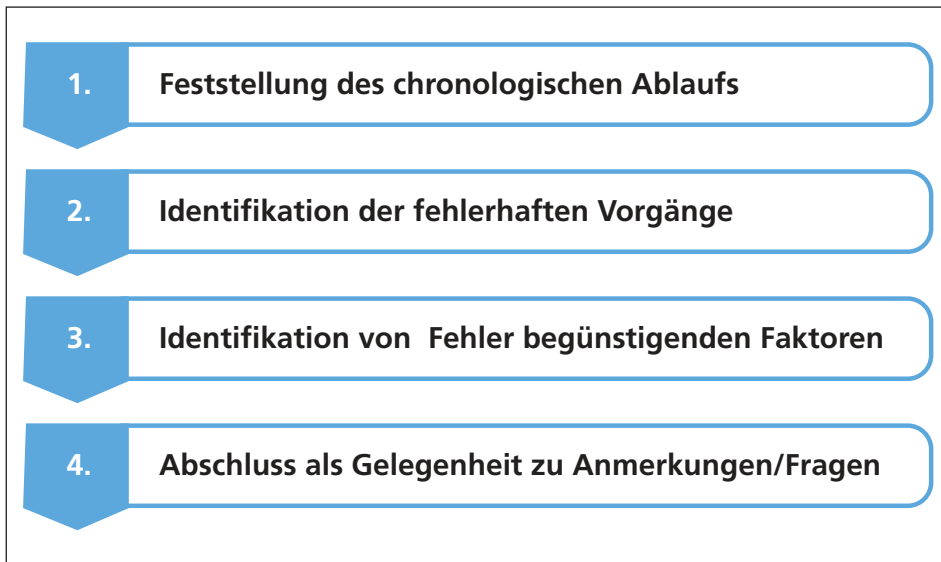 1. Feststellung des chronologischen Ablaufs
2. Identifikation der fehlerhaften Vorgänge
3. Identifikation von Fehler begünstigenden Faktoren
4. Abschluss als Gelegenheit zu Anmerkungen/Fragen